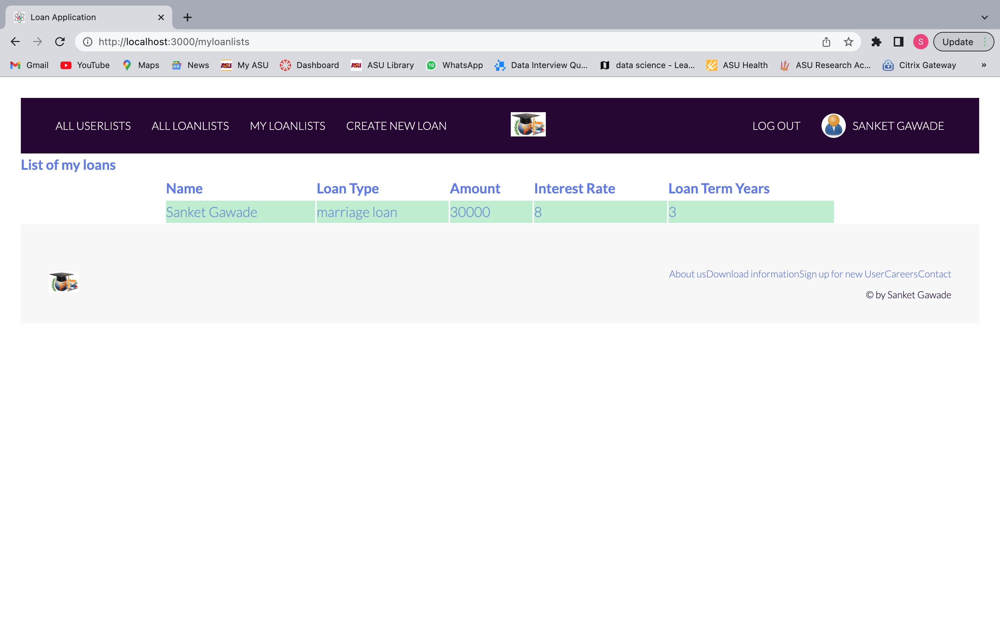 Loan Application
http://localhost:3000/myloanlists
S
Update
Gmail YouTube Maps News My ASU Dashboard ASU Library 10 WhatsApp Data Interview Qu... data science - Lea... ASU Health ASU Research Ac... Citrix Gateway »
ALL USERLISTS ALL LOANLISTS MY LOANLISTS CREATE NEW LOAN LOG OUT SANKET GAWADE
List of my loans
Name Loan Type Amount Interest Rate Loan Term Years
Sanket Gawade marriage loan 30000 8 3
About usDownload informationSign up for new UserCareersContact
© by Sanket Gawade